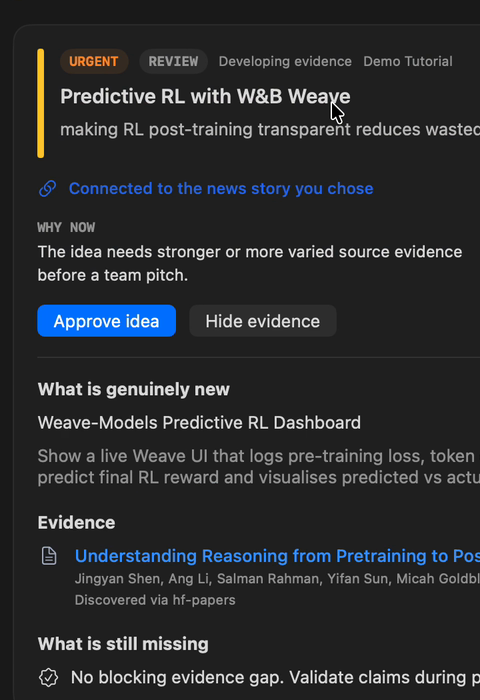 URGENT REVIEW Developing evidence Demo Tutorial
Predictive RL with W&B Weave
making RL post-training transparent reduces wasted
Connected to the news story you chose
WHY NOW
The idea needs stronger or more varied source evidence
before a team pitch.
Approve idea Hide evidence
What is genuinely new
Weave-Models Predictive RL Dashboard
Show a live Weave UI that logs pre-training loss, token
predict final RL reward and visualises predicted vs actu
Evidence
Understanding Reasoning from Pretraining to Pos
Jingyan Shen, Ang Li, Salman Rahman, Yifan Sun, Micah Goldbl
Discovered via hf-papers
What is still missing
No blocking evidence gap. Validate claims during p